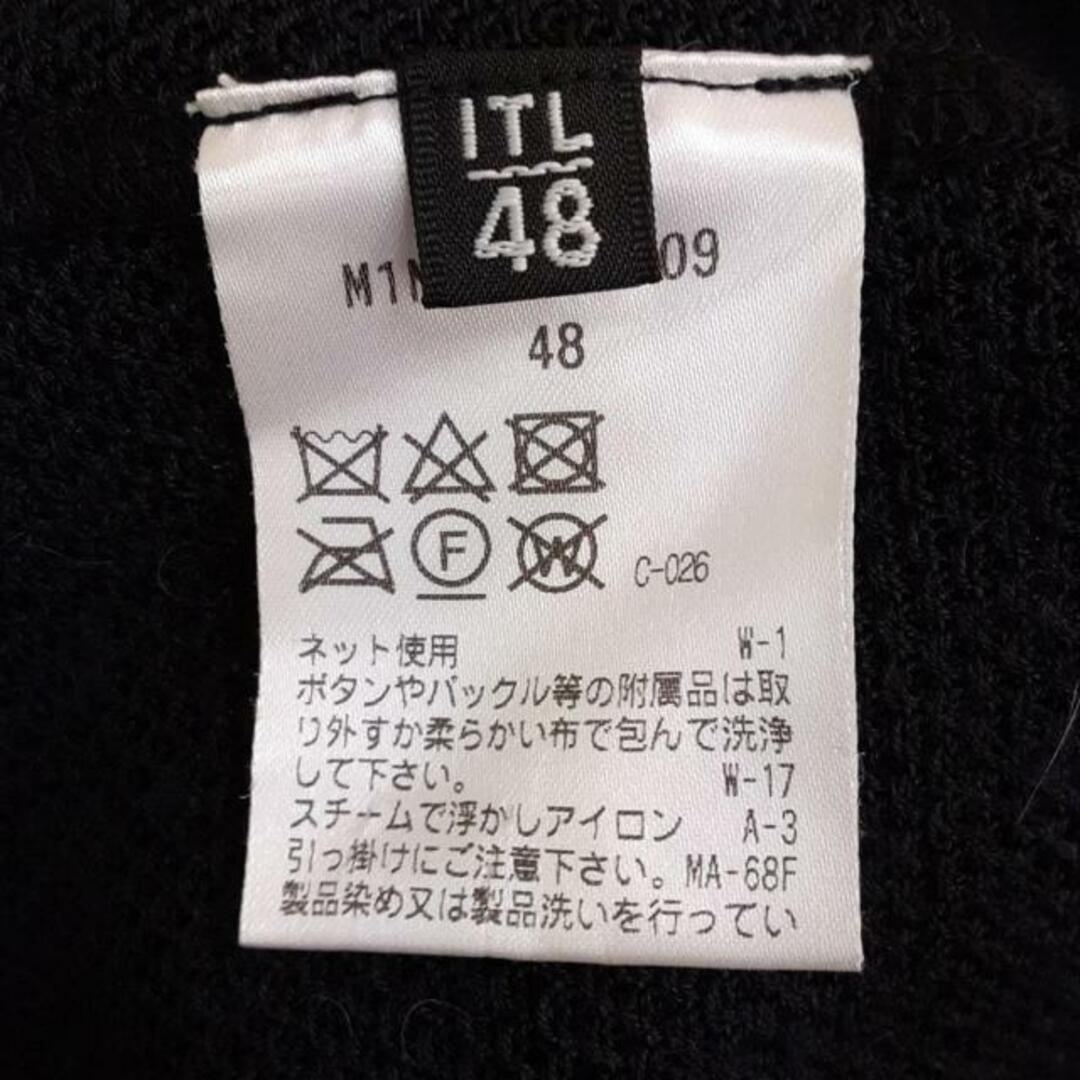 ITL
48
M1 09
48
F
W
C-026
ネット使用 W-1
ボタンやバックル等の附属品は取
り外すか柔らかい布で包んで洗浄
して下さい。 W-17
スチームで浮かしアイロン A-3
引っ掛けにご注意下さい。MA-68F
製品染め又は製品洗いを行ってい